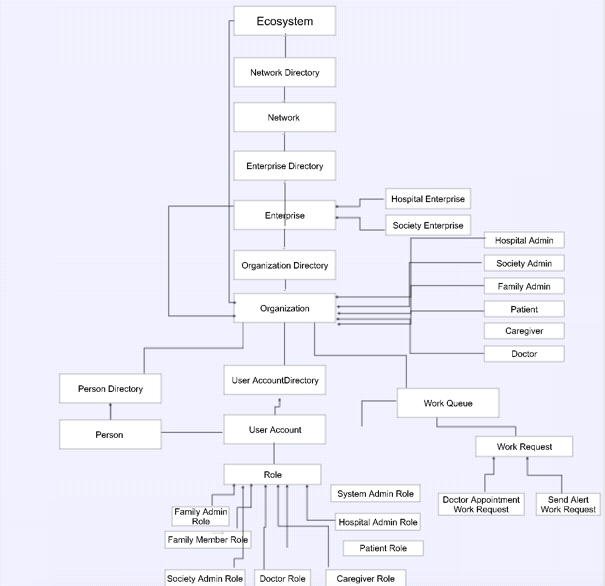 Ecosystem
Network Directory
Network
Enterprise Directory
Hospital Enterprise
Enterprise
Society Enterprise
Hospital Admin
Organization Directory
Society Admin
Family Admin
Organization
Patient
Caregiver
Doctor
Person Directory
User AccountDirectory
Work Queue
Person
User Account
Work Request
Role
System Admin Role
Doctor Appointment
Work Request
Send Alert
Work Request
Family Admin
Role
Hospital Admin Role
Family Member Role
Patient Role
Society Admin Role
Doctor Role
Caregiver Role